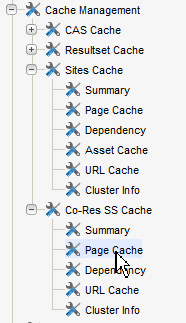 Cache Management
CAS Cache
Resultset Cache
Sites Cache
Summary
Page Cache
Dependency
Asset Cache
URL Cache
Cluster Info
Co-Res SS Cache
Summary
Page Cache
Dependency
URL Cache
Cluster Info